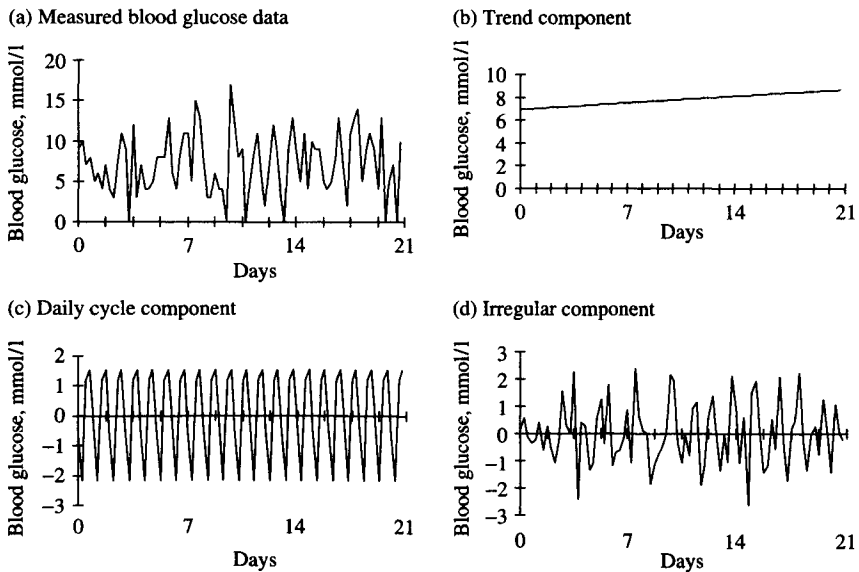 (a) Measured blood glucose data
Blood glucose, mmol/l
20
15
10
5
0
0 7 14 21
Days
(b) Trend component
Blood glucose, mmol/l
10
8
6
4
2
0
0 7 14 21
Days
(c) Daily cycle component
Blood glucose, mmol/l
2
1
0
−1
−2
−3
0 7 14 21
Days
(d) Irregular component
Blood glucose, mmol/l
3
2
1
0
−1
−2
−3
0 7 14 21
Days